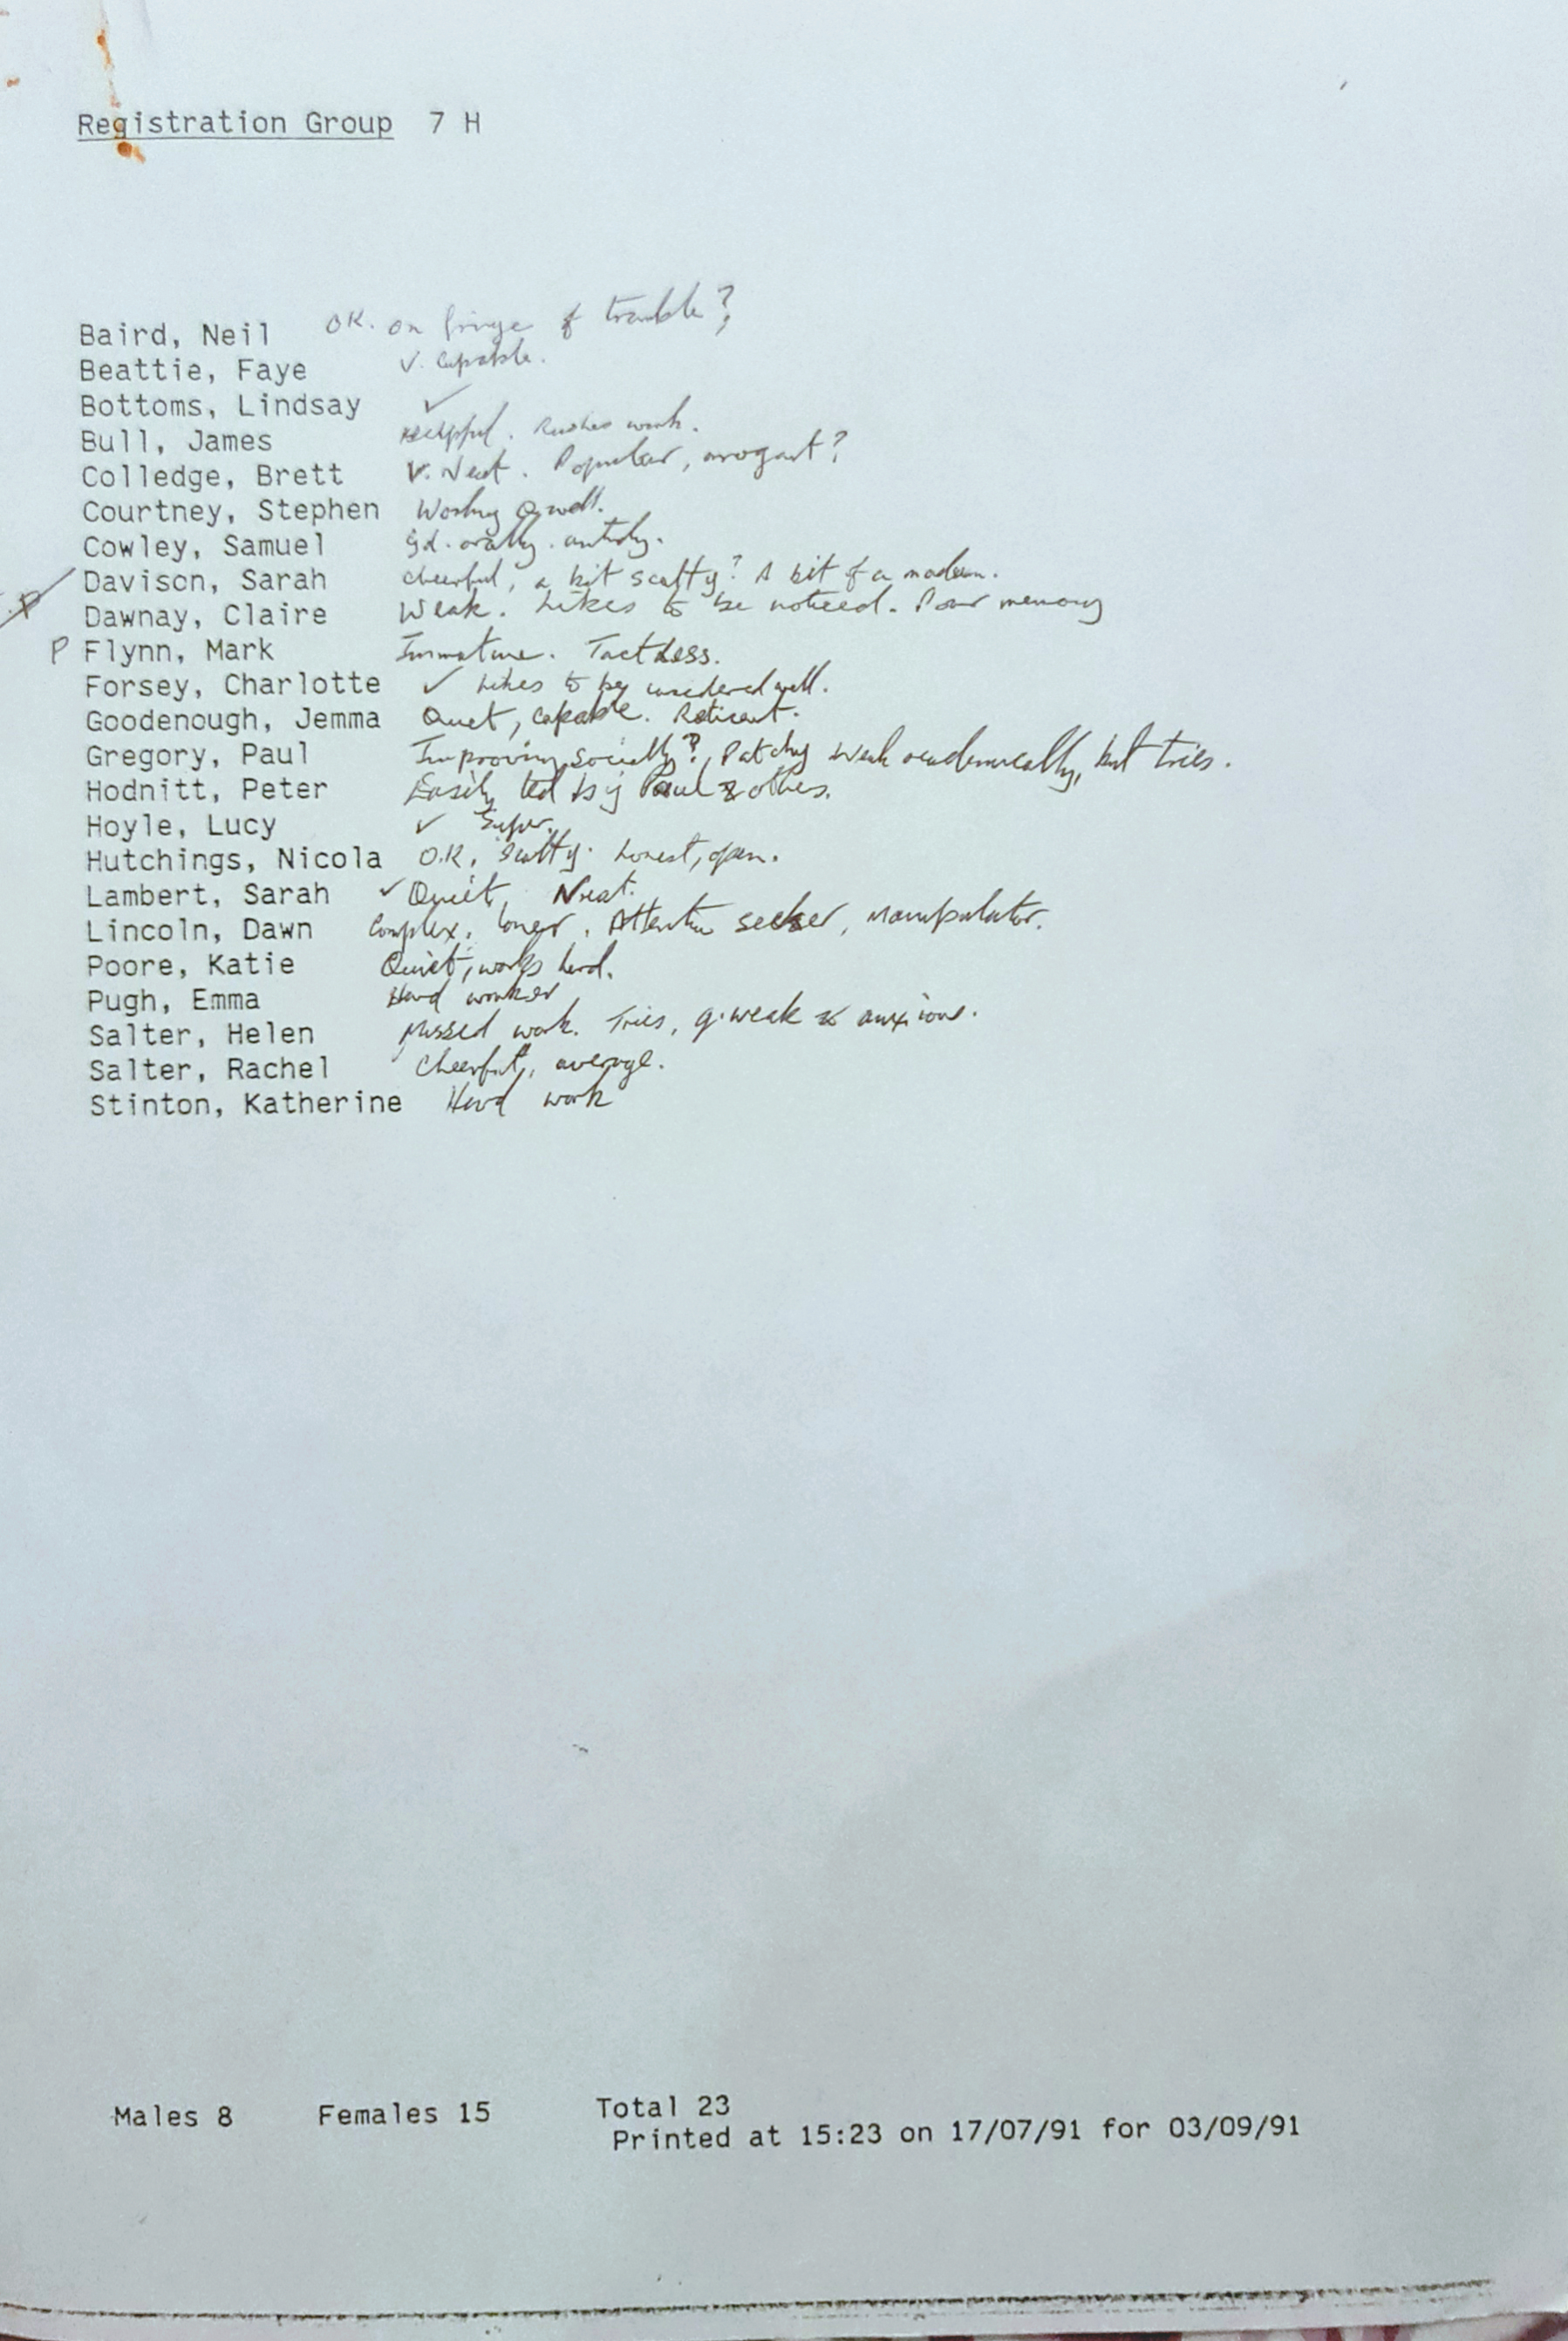 Registration Group 7 H
Baird, Neil OK. on fringe of trouble?
Beattie, Faye V. capable.
Bottoms, Lindsay ✓
Bull, James Helpful. Rushes work.
Colledge, Brett V. Neat. Popular, arrogant?
Courtney, Stephen Working well.
Cowley, Samuel Gd. orally. untidy.
Davison, Sarah Cheerful, a bit scatty? A bit of a madam.
Dawnay, Claire Weak. Likes to be noticed. Poor memory
P Flynn, Mark Immature. Tactless.
Forsey, Charlotte ✓ Likes to be considered well.
Goodenough, Jemma Quiet, capable. Reticent.
Gregory, Paul Improving socially?, Patchy weak academically, but tries.
Hodnitt, Peter Easily led by Paul & others.
Hoyle, Lucy ✓ Super.
Hutchings, Nicola O.K, Scatty. honest, open.
Lambert, Sarah ✓ Quiet, Neat.
Lincoln, Dawn Complex, loner, Attention seeker, manipulator.
Poore, Katie Quiet, works hard.
Pugh, Emma Hard worker
Salter, Helen Missed work. Tries, q. weak & anxious.
Salter, Rachel Cheerful, average.
Stinton, Katherine Hard work
Males 8 Females 15 Total 23
Printed at 15:23 on 17/07/91 for 03/09/91